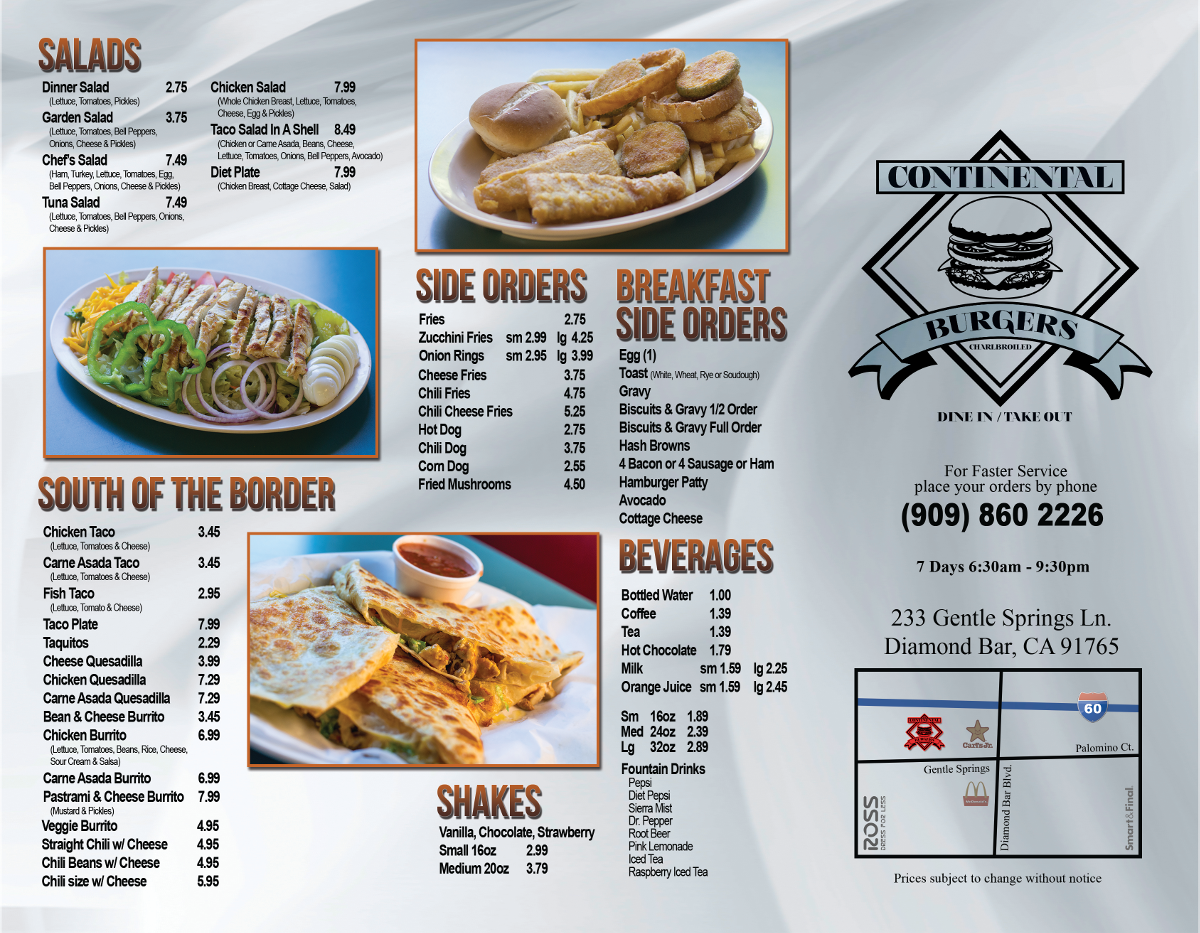 SALADS
Dinner Salad 2.75
(Lettuce, Tomatoes, Pickles)
Garden Salad 3.75
(Lettuce, Tomatoes, Bell Peppers,
Onions, Cheese & Pickles)
Chef's Salad 7.49
(Ham, Turkey, Lettuce, Tomatoes, Egg,
Bell Peppers, Onions, Cheese & Pickles)
Tuna Salad 7.49
(Lettuce, Tomatoes, Bell Peppers, Onions,
Cheese & Pickles)
Chicken Salad 7.99
(Whole Chicken Breast, Lettuce, Tomatoes,
Cheese, Egg & Pickles)
Taco Salad In A Shell 8.49
(Chicken or Carne Asada, Beans, Cheese,
Lettuce, Tomatoes, Onions, Bell Peppers, Avocado)
Diet Plate 7.99
(Chicken Breast, Cottage Cheese, Salad)
SOUTH OF THE BORDER
Chicken Taco 3.45
(Lettuce, Tomatoes & Cheese)
Carne Asada Taco 3.45
(Lettuce, Tomatoes & Cheese)
Fish Taco 2.95
(Lettuce, Tomato & Cheese)
Taco Plate 7.99
Taquitos 2.29
Cheese Quesadilla 3.99
Chicken Quesadilla 7.29
Carne Asada Quesadilla 7.29
Bean & Cheese Burrito 3.45
Chicken Burrito 6.99
(Lettuce, Tomatoes, Beans, Rice, Cheese,
Sour Cream & Salsa)
Carne Asada Burrito 6.99
Pastrami & Cheese Burrito 7.99
(Mustard & Pickles)
Veggie Burrito 4.95
Straight Chili w/ Cheese 4.95
Chili Beans w/ Cheese 4.95
Chili size w/ Cheese 5.95
SIDE ORDERS
Fries 2.75
Zucchini Fries sm 2.99 lg 4.25
Onion Rings sm 2.95 lg 3.99
Cheese Fries 3.75
Chili Fries 4.75
Chili Cheese Fries 5.25
Hot Dog 2.75
Chili Dog 3.75
Corn Dog 2.55
Fried Mushrooms 4.50
SHAKES
Vanilla, Chocolate, Strawberry
Small 16oz 2.99
Medium 20oz 3.79
BREAKFAST
SIDE ORDERS
Egg (1)
Toast (White, Wheat, Rye or Soudough)
Gravy
Biscuits & Gravy 1/2 Order
Biscuits & Gravy Full Order
Hash Browns
4 Bacon or 4 Sausage or Ham
Hamburger Patty
Avocado
Cottage Cheese
BEVERAGES
Bottled Water 1.00
Coffee 1.39
Tea 1.39
Hot Chocolate 1.79
Milk sm 1.59 lg 2.25
Orange Juice sm 1.59 lg 2.45
Sm 16oz 1.89
Med 24oz 2.39
Lg 32oz 2.89
Fountain Drinks
Pepsi
Diet Pepsi
Sierra Mist
Dr. Pepper
Root Beer
Pink Lemonade
Iced Tea
Raspberry Iced Tea
CONTINENTAL
BURGERS
CHARLBROILED
DINE IN / TAKE OUT
For Faster Service
place your orders by phone
(909) 860 2226
7 Days 6:30am - 9:30pm
233 Gentle Springs Ln.
Diamond Bar, CA 91765
60
CONTINENTAL
Carl's Jr.
Palomino Ct.
Gentle Springs
Diamond Bar Blvd.
ROSS
DRESS FOR LESS
Smart&Final.
Prices subject to change without notice